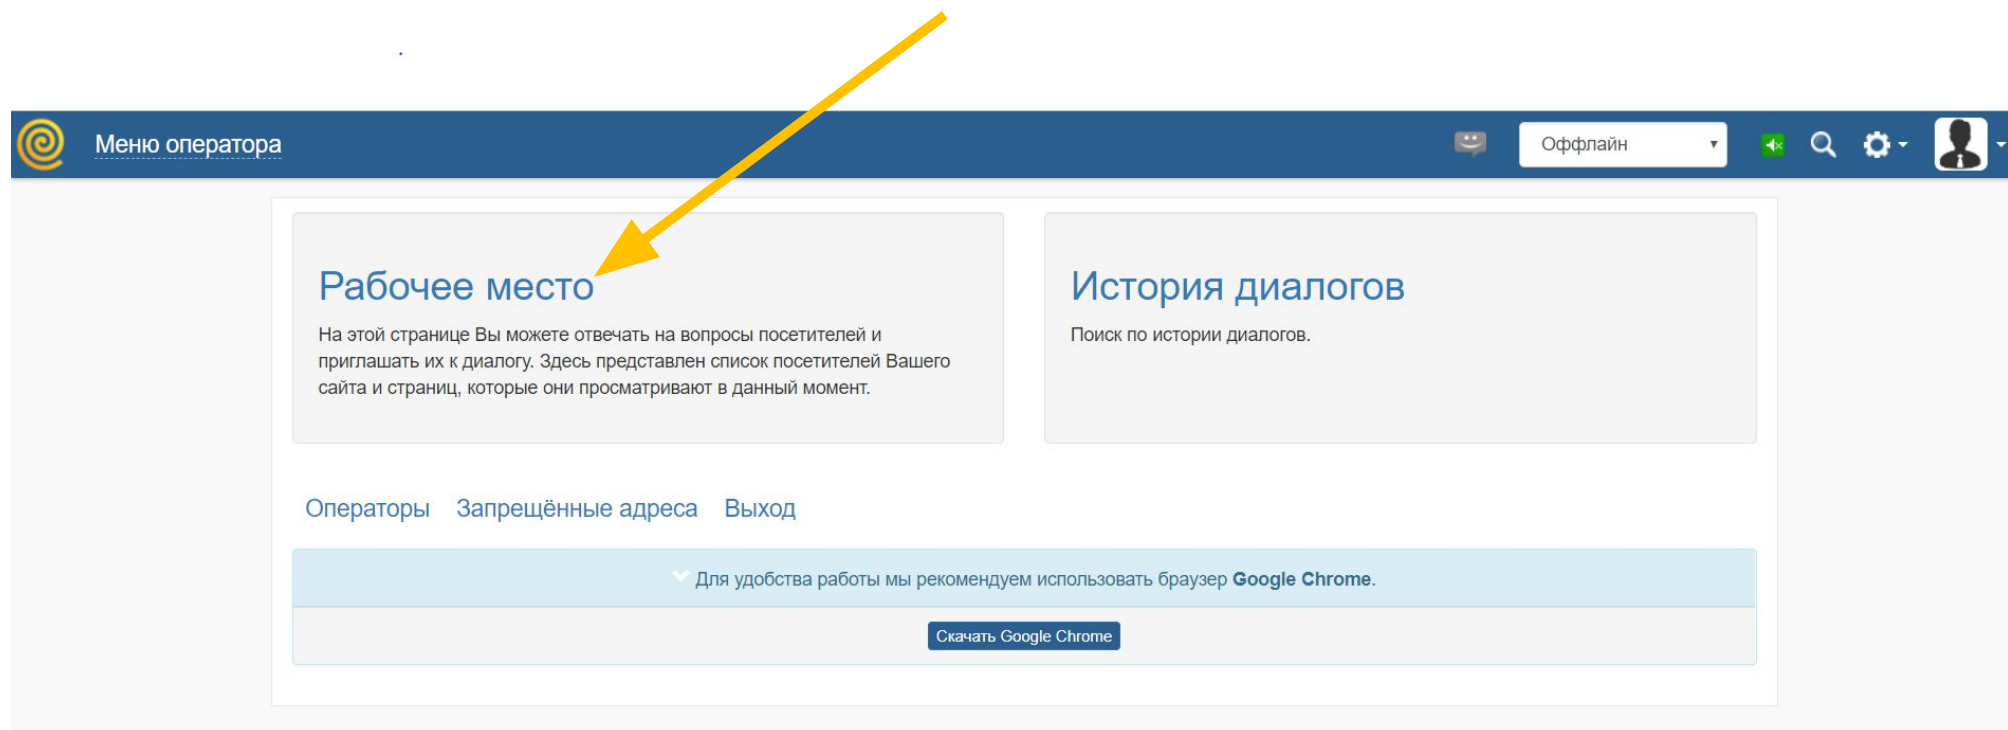 Меню оператора
Оффлайн
Рабочее место
На этой странице Вы можете отвечать на вопросы посетителей и
приглашать их к диалогу. Здесь представлен список посетителей Вашего
сайта и страниц, которые они просматривают в данный момент.
История диалогов
Поиск по истории диалогов.
Операторы Запрещённые адреса Выход
Для удобства работы мы рекомендуем использовать браузер Google Chrome.
Скачать Google Chrome